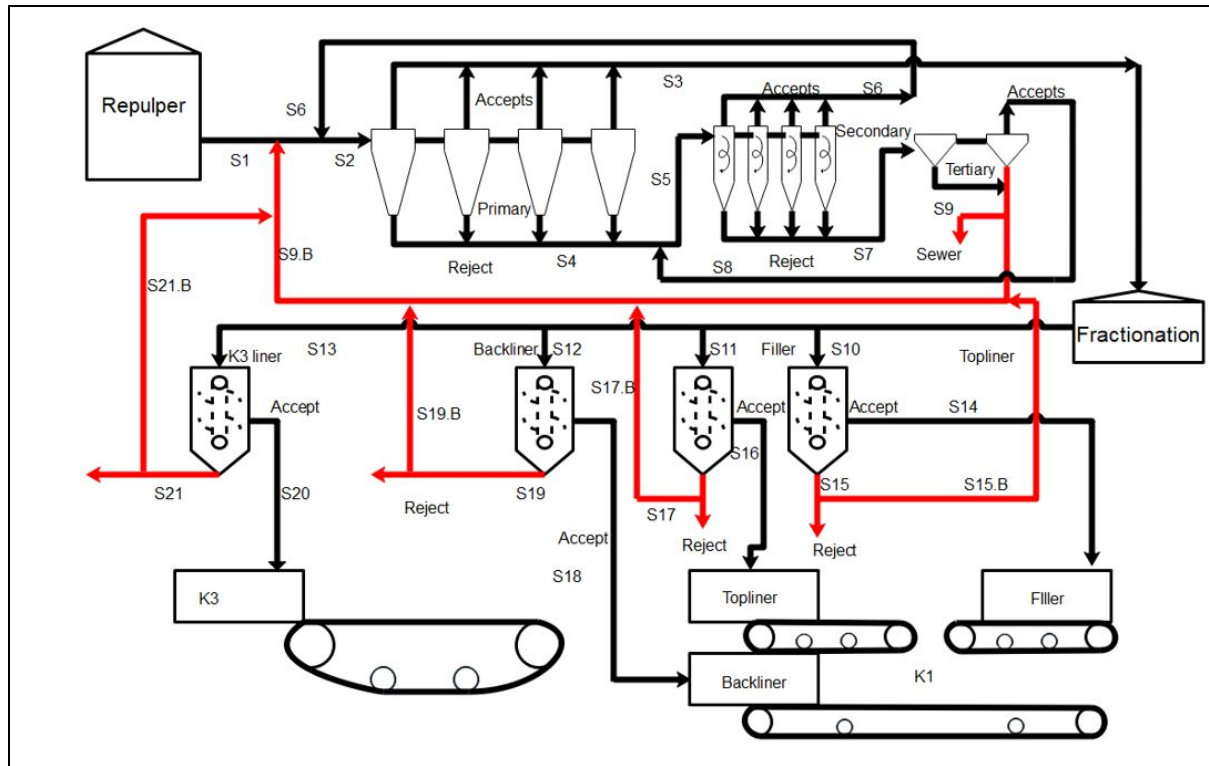 Repulper
S6
S1
S2
S3
Accepts
Accepts
S6
Accepts
Secondary
Primary
S5
Tertiary
S9
Reject
S4
Reject
S7
Sewer
S8
S9.B
S21.B
Fractionation
S13
K3 liner
Backliner
S12
S11
Filler
S10
Topliner
S17.B
Accept
S19.B
Accept
S16
Accept
S14
S21
S20
S19
Reject
S17
S15
S15.B
Accept
Reject
Reject
S18
K3
Topliner
FIller
Backliner
K1